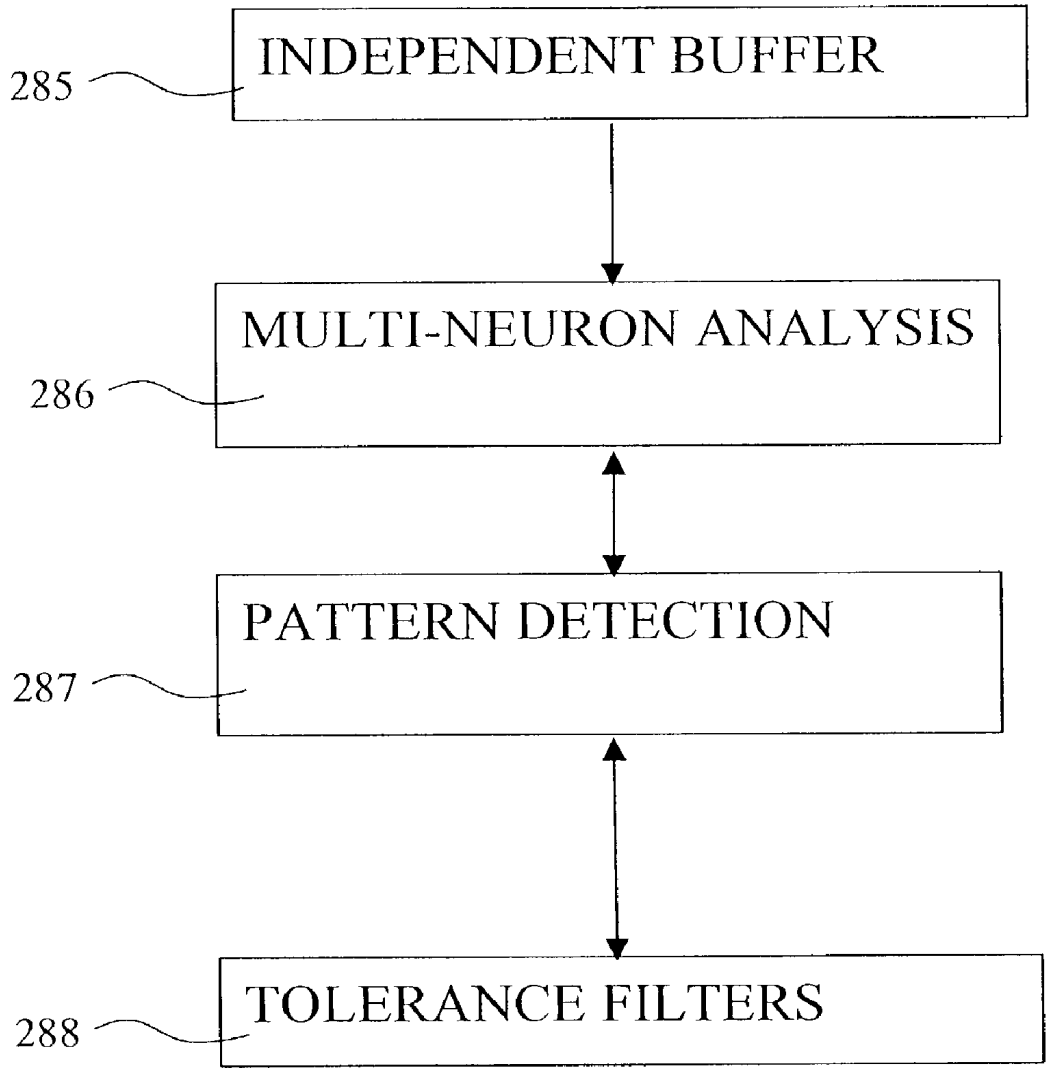 INDEPENDENT BUFFER
285
MULTI-NEURON ANALYSIS
286
PATTERN DETECTION
287
TOLERANCE FILTERS
288